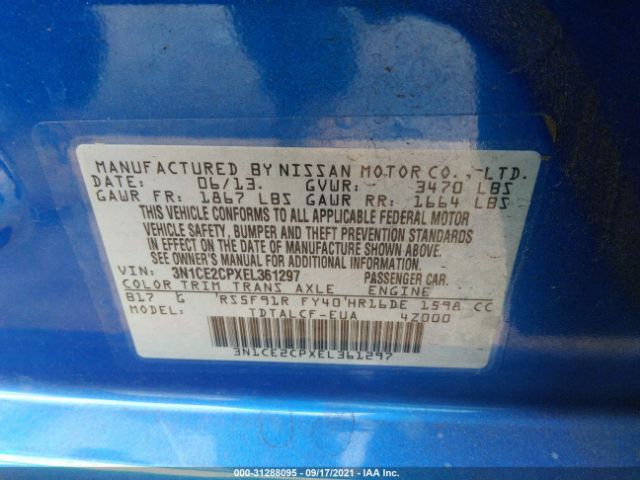 MANUFACTURED BY NISSAN MOTOR CO., LTD.
DATE: 06/13. GVWR: 3470 LBS
GAWR FR: 1867 LBS GAWR RR: 1664 LBS
THIS VEHICLE CONFORMS TO ALL APPLICABLE FEDERAL MOTOR
VEHICLE SAFETY, BUMPER AND THEFT PREVENTION STANDARDS
IN EFFECT ON THE DATE OF MANUFACTURE SHOWN ABOVE.
SEE OWNER'S MANUAL FOR ADDITIONAL INFORMATION.
VIN: 3N1CE2CPXEL361297 PASSENGER CAR
COLOR TRIM TRANS AXLE ENGINE
B17 G RS5F91R FY40 HR16DE 1598 CC
MODEL: TDTALCF-EUA 4Z000
3N1CE2CPXEL361297
000-31288095 - 09/17/2021 - IAA Inc.